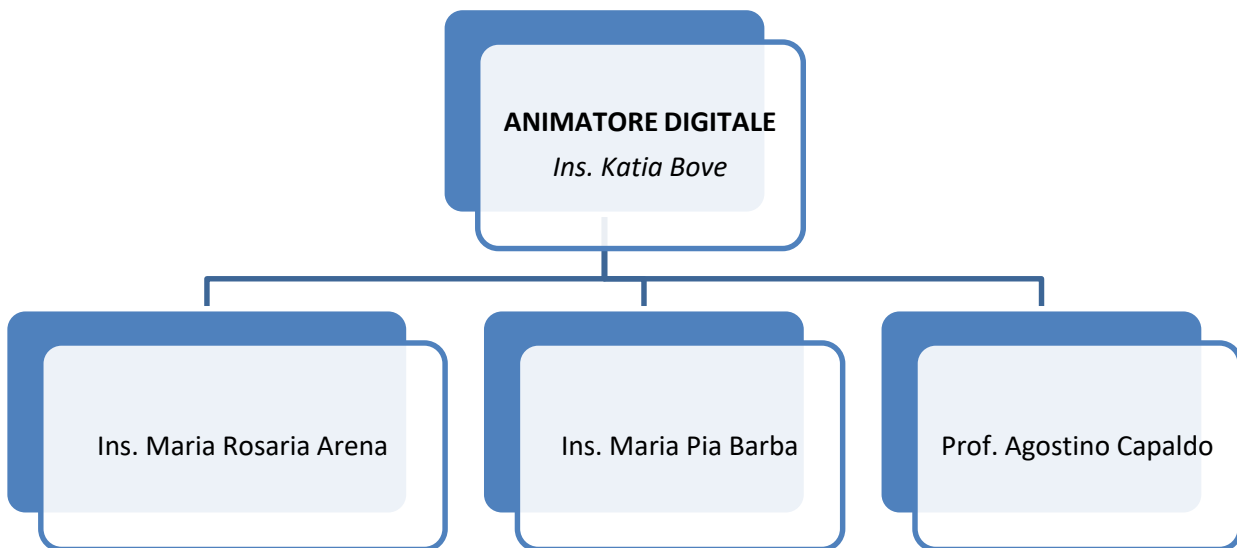 ANIMATORE DIGITALE
Ins. Katia Bove
Ins. Maria Rosaria Arena
Ins. Maria Pia Barba
Prof. Agostino Capaldo